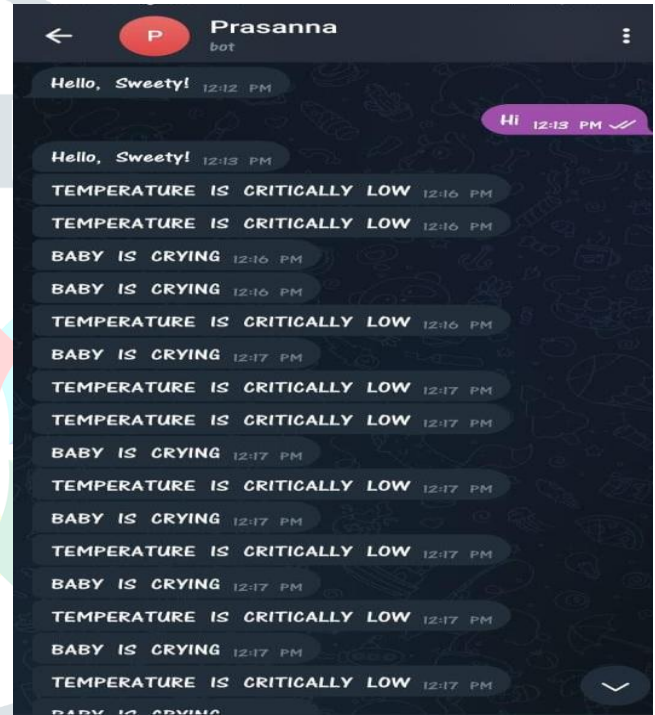 P
Prasanna
bot
Hello, Sweety! 12:12 PM
Hi 12:13 PM
Hello, Sweety! 12:13 PM
TEMPERATURE IS CRITICALLY LOW 12:16 PM
TEMPERATURE IS CRITICALLY LOW 12:16 PM
BABY IS CRYING 12:16 PM
BABY IS CRYING 12:16 PM
TEMPERATURE IS CRITICALLY LOW 12:16 PM
BABY IS CRYING 12:17 PM
TEMPERATURE IS CRITICALLY LOW 12:17 PM
TEMPERATURE IS CRITICALLY LOW 12:17 PM
BABY IS CRYING 12:17 PM
TEMPERATURE IS CRITICALLY LOW 12:17 PM
BABY IS CRYING 12:17 PM
TEMPERATURE IS CRITICALLY LOW 12:17 PM
BABY IS CRYING 12:17 PM
TEMPERATURE IS CRITICALLY LOW 12:17 PM
BABY IS CRYING 12:17 PM
TEMPERATURE IS CRITICALLY LOW 12:17 PM
BABY IS CRYING